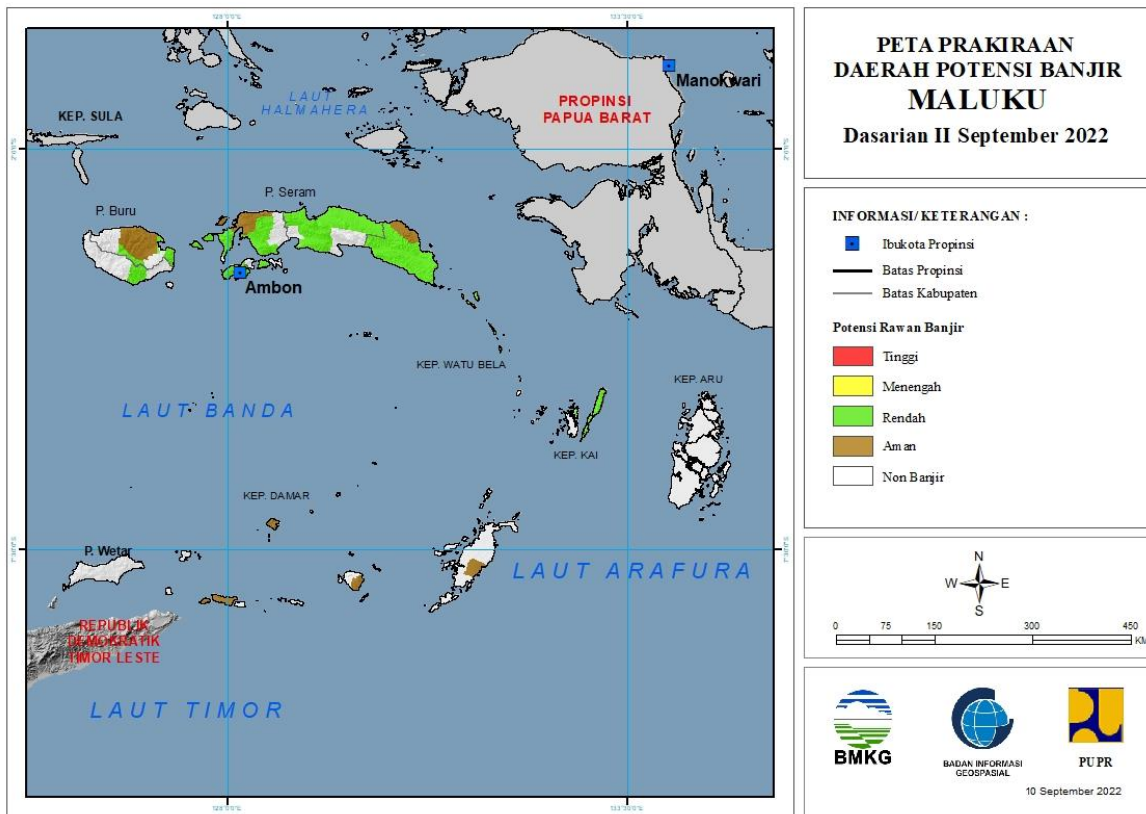 PETA PRAKIRAAN
DAERAH POTENSI BANJIR
MALUKU
Dasarian II September 2022
INFORMASI/ KETERANGAN :
Ibukota Propinsi
Batas Propinsi
Batas Kabupaten
Potensi Rawan Banjir
Tinggi
Menengah
Rendah
Aman
Non Banjir
N
W E
S
0 75 150 300 450
KM
BMKG
BADAN INFORMASI
GEOSPASIAL
PUPR
10 September 2022
Manokwari
LAUT
HALMAHERA
PROPINSI
PAPUA BARAT
KEP. SULA
P. Seram
P. Buru
Ambon
KEP. WATU BELA
KEP. ARU
LAUT BANDA
KEP. KAI
KEP. DAMAR
P. Wetar
LAUT ARAFURA
REPUBLIK
DEMOKRATIK
TIMOR LESTE
LAUT TIMOR